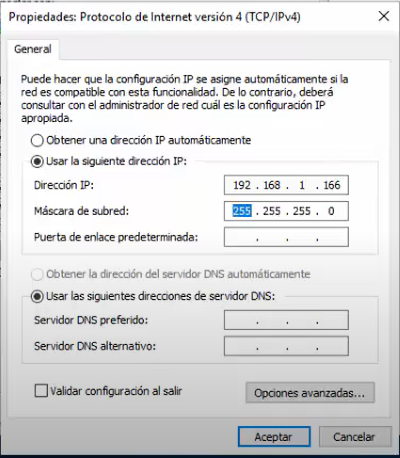 Propiedades: Protocolo de Internet versión 4 (TCP/IPv4)
General
Puede hacer que la configuración IP se asigne automáticamente si la
red es compatible con esta funcionalidad. De lo contrario, deberá
consultar con el administrador de red cuál es la configuración IP
apropiada.
Obtener una dirección IP automáticamente
Usar la siguiente dirección IP:
Dirección IP: 192 . 168 . 1 . 166
Máscara de subred: 255 . 255 . 255 . 0
Puerta de enlace predeterminada: . . .
Obtener la dirección del servidor DNS automáticamente
Usar las siguientes direcciones de servidor DNS:
Servidor DNS preferido: . . .
Servidor DNS alternativo: . . .
Validar configuración al salir
Opciones avanzadas...
Aceptar
Cancelar